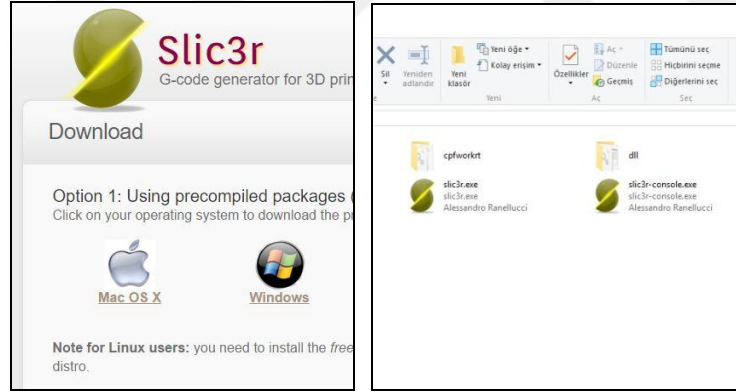 Slic3r
G-code generator for 3D prin
Download
Option 1: Using precompiled packages (
Click on your operating system to download the p
Mac OS X
Windows
Note for Linux users: you need to install the free
distro.
Sil
Yeniden
adlandır
Yeni
klasör
Yeni öğe
Kolay erişim
Yeni
Özellikler
Aç
Düzenle
Geçmiş
Aç
Tümünü seç
Hiçbirini seçme
Diğerlerini seç
Seç
cpfworkrt
dll
slic3r.exe
slic3r.exe
Alessandro Ranellucci
slic3r-console.exe
slic3r-console.exe
Alessandro Ranellucci